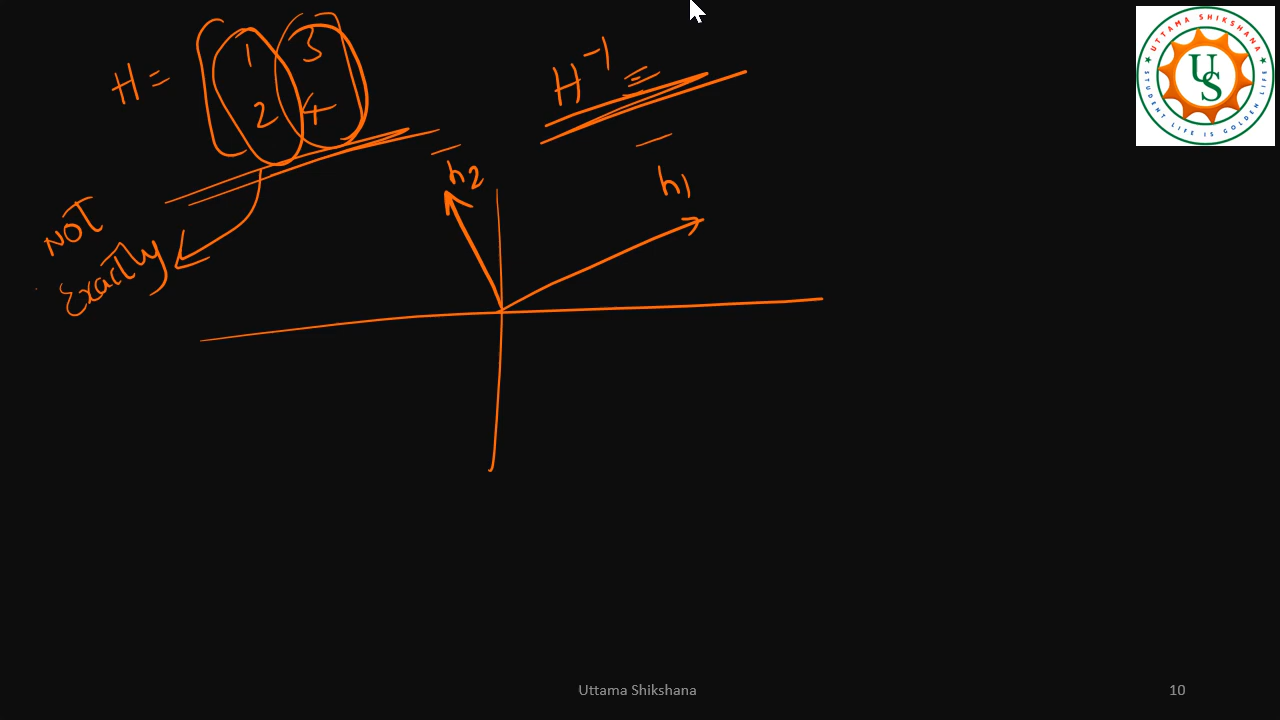 H = [1 3
2 4]
H⁻¹ =
h2
h1
NOT
Exactly
UTTAMA SHIKSHANA
US
STUDENT LIFE IS GOLDEN LIFE
Uttama Shikshana
10